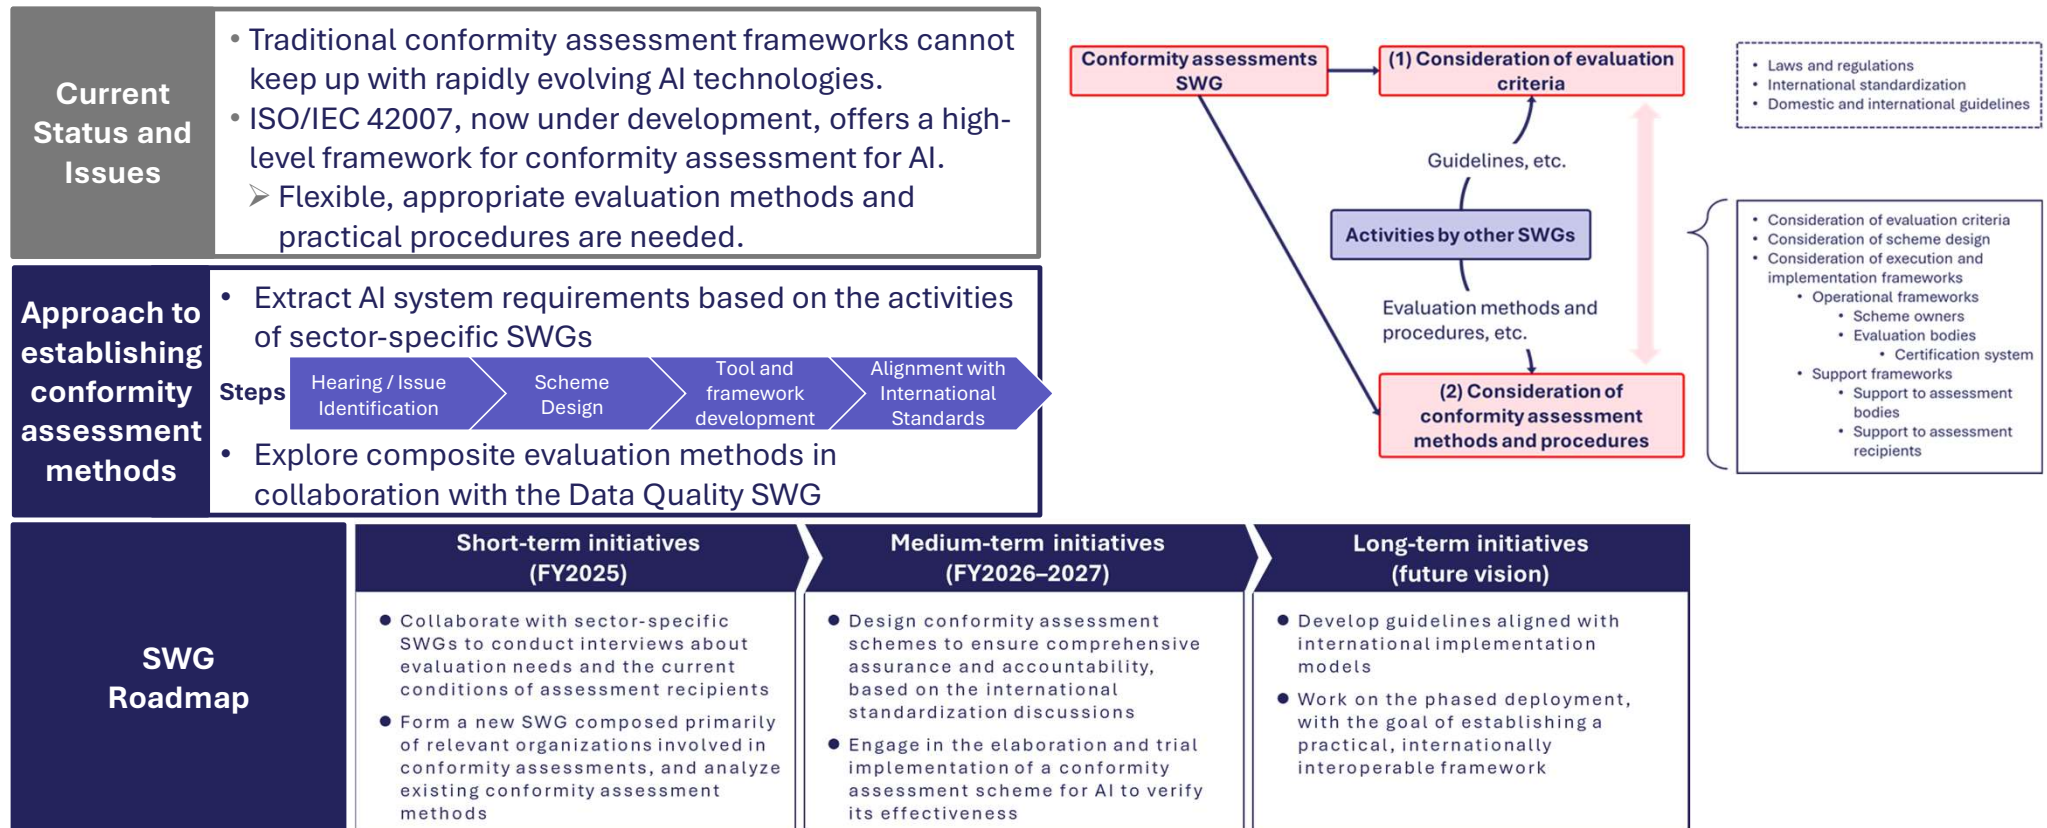 Current
Status and
Issues
• Traditional conformity assessment frameworks cannot
keep up with rapidly evolving AI technologies.
• ISO/IEC 42007, now under development, offers a high-
level framework for conformity assessment for AI.
➢ Flexible, appropriate evaluation methods and
practical procedures are needed.
Approach to
establishing
conformity
assessment
methods
• Extract AI system requirements based on the activities
of sector-specific SWGs
Steps
Hearing / Issue
Identification
Scheme
Design
Tool and
framework
development
Alignment with
International
Standards
• Explore composite evaluation methods in
collaboration with the Data Quality SWG
Conformity assessments
SWG
(1) Consideration of evaluation
criteria
Guidelines, etc.
Activities by other SWGs
Evaluation methods and
procedures, etc.
(2) Consideration of
conformity assessment
methods and procedures
• Laws and regulations
• International standardization
• Domestic and international guidelines
• Consideration of evaluation criteria
• Consideration of scheme design
• Consideration of execution and
implementation frameworks
• Operational frameworks
• Scheme owners
• Evaluation bodies
• Certification system
• Support frameworks
• Support to assessment
bodies
• Support to assessment
recipients
SWG
Roadmap
Short-term initiatives
(FY2025)
● Collaborate with sector-specific
SWGs to conduct interviews about
evaluation needs and the current
conditions of assessment recipients
● Form a new SWG composed primarily
of relevant organizations involved in
conformity assessments, and analyze
existing conformity assessment
methods
Medium-term initiatives
(FY2026–2027)
● Design conformity assessment
schemes to ensure comprehensive
assurance and accountability,
based on the international
standardization discussions
● Engage in the elaboration and trial
implementation of a conformity
assessment scheme for AI to verify
its effectiveness
Long-term initiatives
(future vision)
● Develop guidelines aligned with
international implementation
models
● Work on the phased deployment,
with the goal of establishing a
practical, internationally
interoperable framework